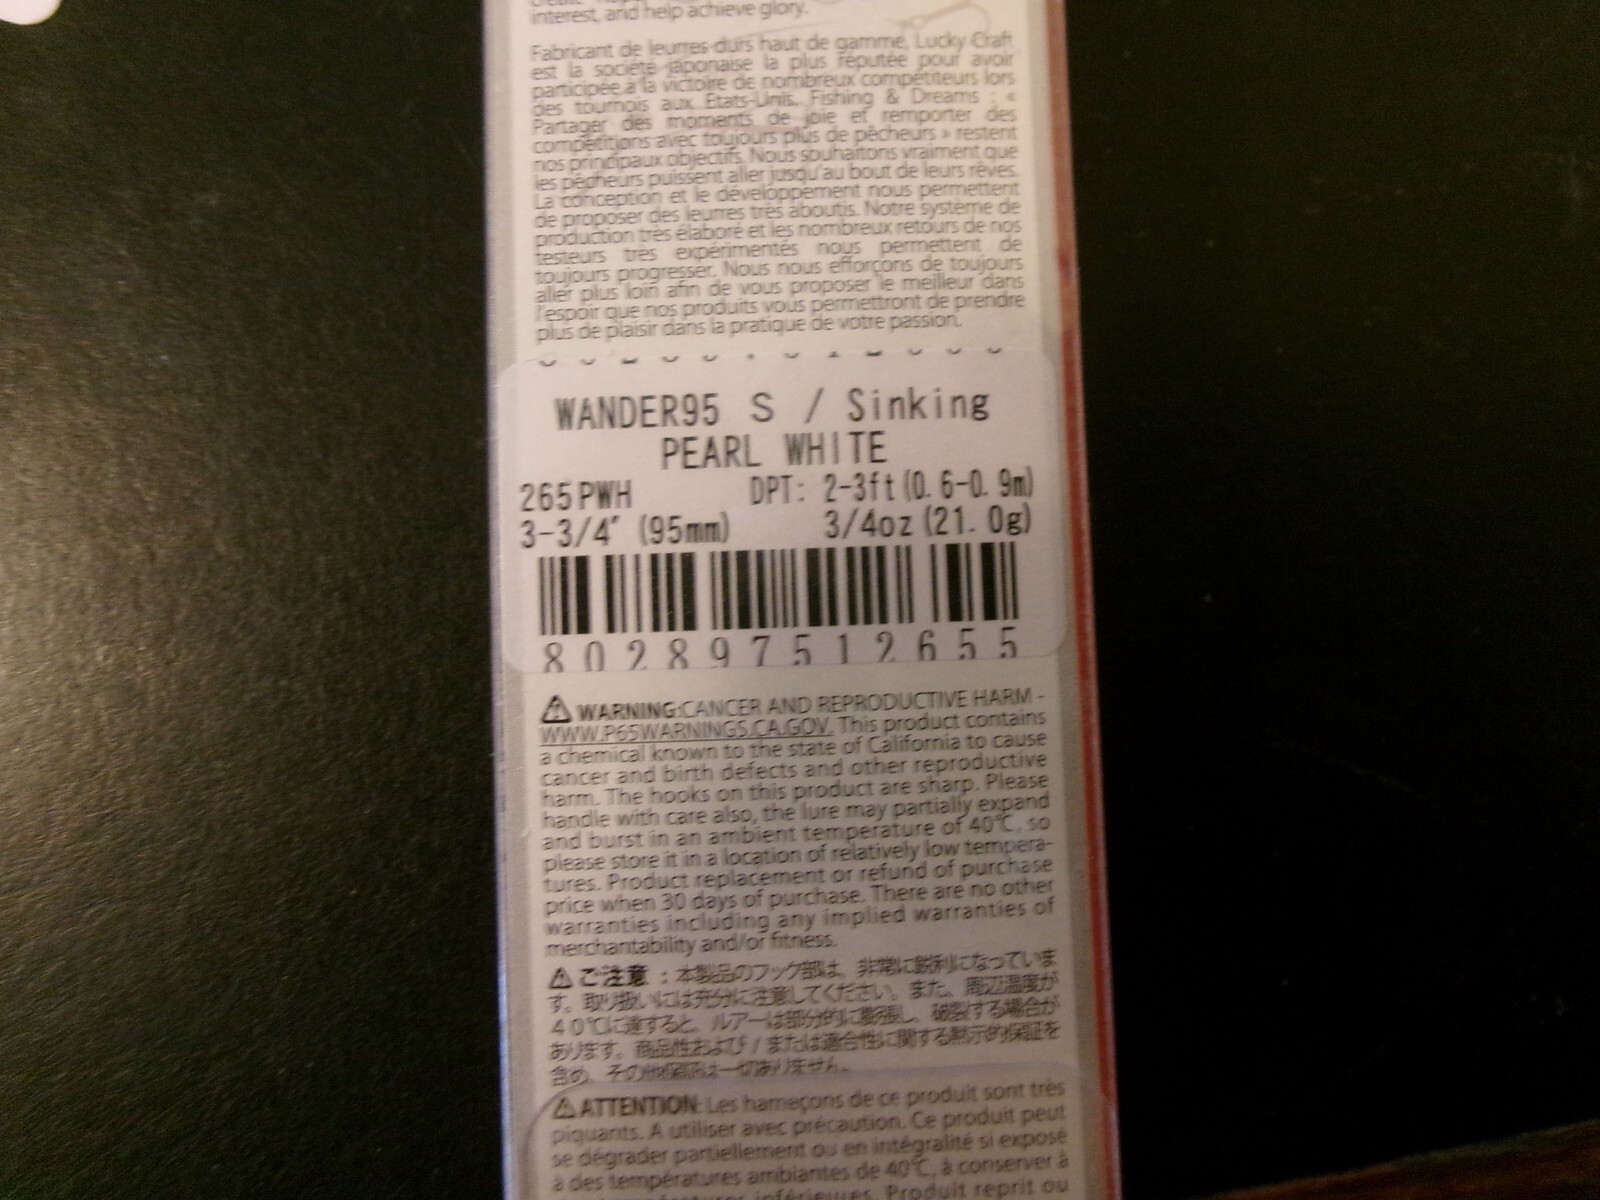 interest, and help achieve glory.
Fabricant de leurres durs haut de gamme, Lucky Craft
est la société japonaise la plus réputée pour avoir
participée à la victoire de nombreux compétiteurs lors
des tournois aux Etats-Unis. Fishing & Dreams : «
Partager des moments de joie et remporter des
compétitions avec toujours plus de pêcheurs » restent
nos principaux objectifs. Nous souhaitons vraiment que
les pêcheurs puissent aller jusqu'au bout de leurs rêves.
La conception et le développement nous permettent
de proposer des leurres très aboutis. Notre système de
production très élaboré et les nombreux retours de nos
testeurs très expérimentés nous permettent de
toujours progresser. Nous nous efforçons de toujours
aller plus loin afin de vous proposer le meilleur dans
l'espoir que nos produits vous permettront de prendre
plus de plaisir dans la pratique de votre passion.
WANDER95 S / Sinking
PEARL WHITE
265PWH DPT: 2-3ft(0.6-0.9m)
3-3/4" (95mm) 3/4oz(21.0g)
802897512655
⚠ WARNING:CANCER AND REPRODUCTIVE HARM -
WWW.P65WARNINGS.CA.GOV. This product contains
a chemical known to the state of California to cause
cancer and birth defects and other reproductive
harm. The hooks on this product are sharp. Please
handle with care also, the lure may partially expand
and burst in an ambient temperature of 40℃, so
please store it in a location of relatively low tempera-
tures. Product replacement or refund of purchase
price when 30 days of purchase. There are no other
warranties including any implied warranties of
merchantability and/or fitness.
⚠ ご注意 : 本製品のフック部は、非常に鋭利になっていま
す。取り扱いには充分に注意してください。また、周辺温度が
40℃に達すると、ルアーは部分的に膨張し、破裂する場合が
あります。商品性および/または適合性に関する黙示的保証を
含め、その他保証は一切ありません。
⚠ ATTENTION: Les hameçons de ce produit sont très
piquants. A utiliser avec précaution. Ce produit peut
se dégrader partiellement ou en intégralité si exposé
à des températures ambiantes de 40℃, à conserver à
températures inférieures. Produit reprit ou